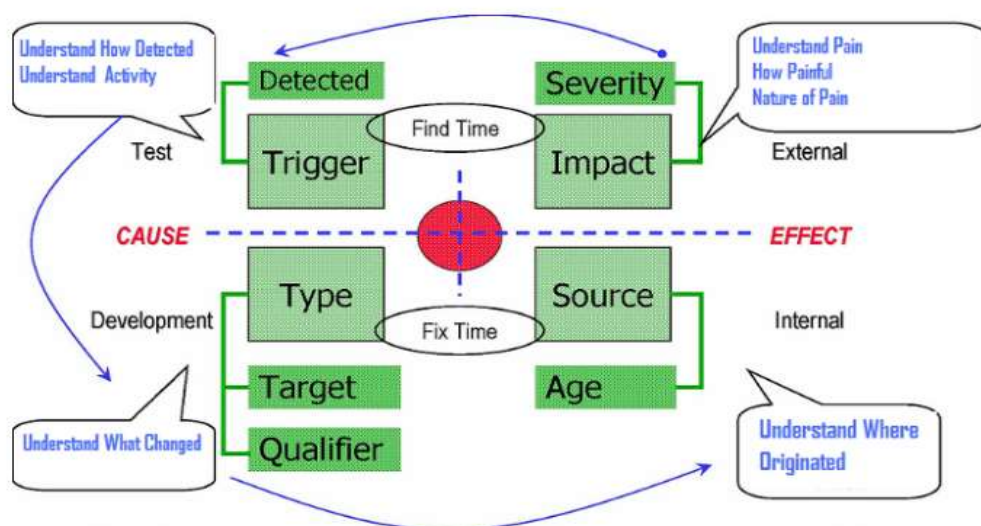 Understand How Detected
Understand Activity
Detected
Severity
Understand Pain
How Painful
Nature of Pain
Test
Trigger
Find Time
Impact
External
CAUSE
EFFECT
Development
Type
Fix Time
Source
Internal
Target
Age
Understand What Changed
Qualifier
Understand Where
Originated